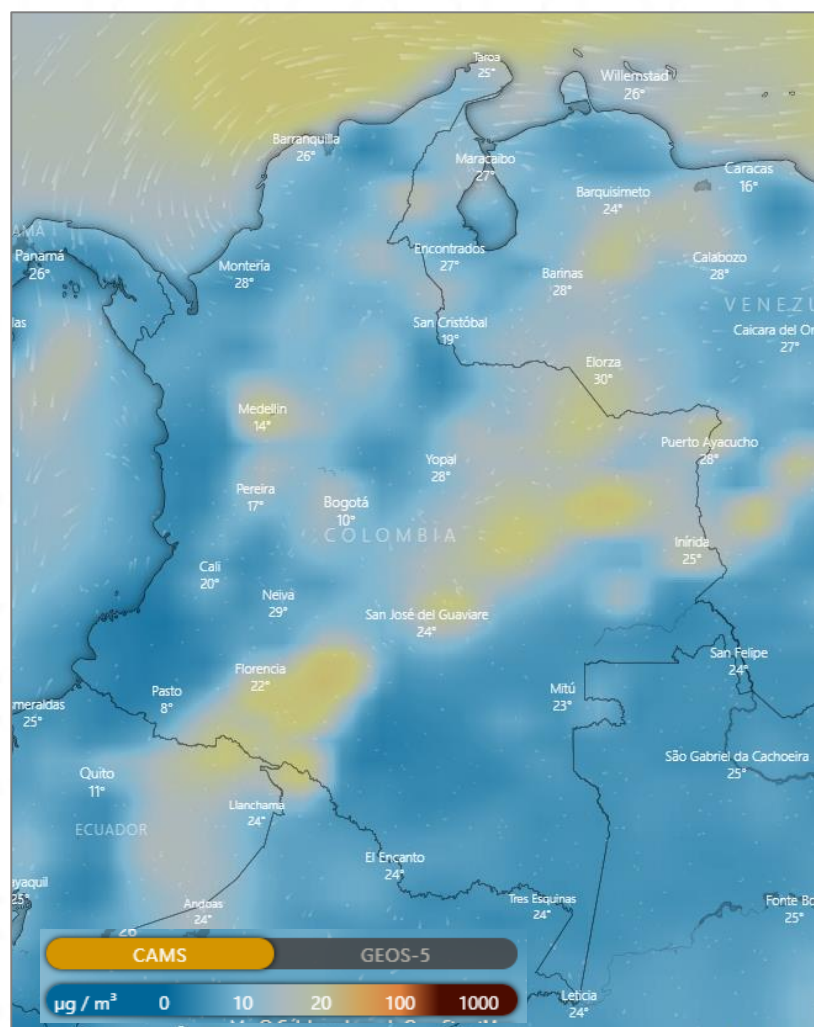 Taroa
25°
Willemstad
26°
Barranquilla
26°
Maracaibo
27°
Caracas
16°
Barquisimeto
24°
Panamá
26°
Montería
28°
Encontrados
27°
Barinas
28°
Calabozo
28°
VENEZU
San Cristóbal
19°
Caicara del Or
27°
Elorza
30°
Medellín
14°
Puerto Ayacucho
28°
Yopal
28°
Pereira
17°
Bogotá
10°
COLOMBIA
Inírida
25°
Cali
20°
Neiva
29°
San José del Guaviare
24°
San Felipe
24°
Florencia
22°
Pasto
8°
Mitú
23°
meraldas
25°
São Gabriel da Cachoeira
25°
Quito
11°
Llanchama
24°
ECUADOR
El Encanto
24°
yaquil
25°
Andoas
24°
Tres Esquinas
24°
Fonte Bo
25°
26
CAMS GEOS-5
µg / m³ 0 10 20 100 1000
Leticia
24°